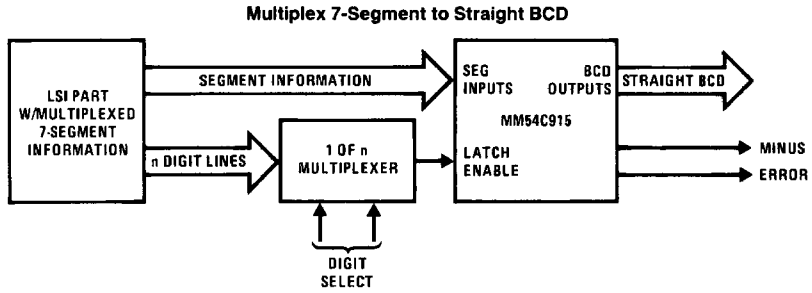 Multiplex 7-Segment to Straight BCD
LSI PART
W/MULTIPLEXED
7-SEGMENT
INFORMATION
SEGMENT INFORMATION
n DIGIT LINES
1 OF n
MULTIPLEXER
DIGIT
SELECT
SEG
INPUTS
BCD
OUTPUTS
MM54C915
LATCH
ENABLE
STRAIGHT BCD
MINUS
ERROR